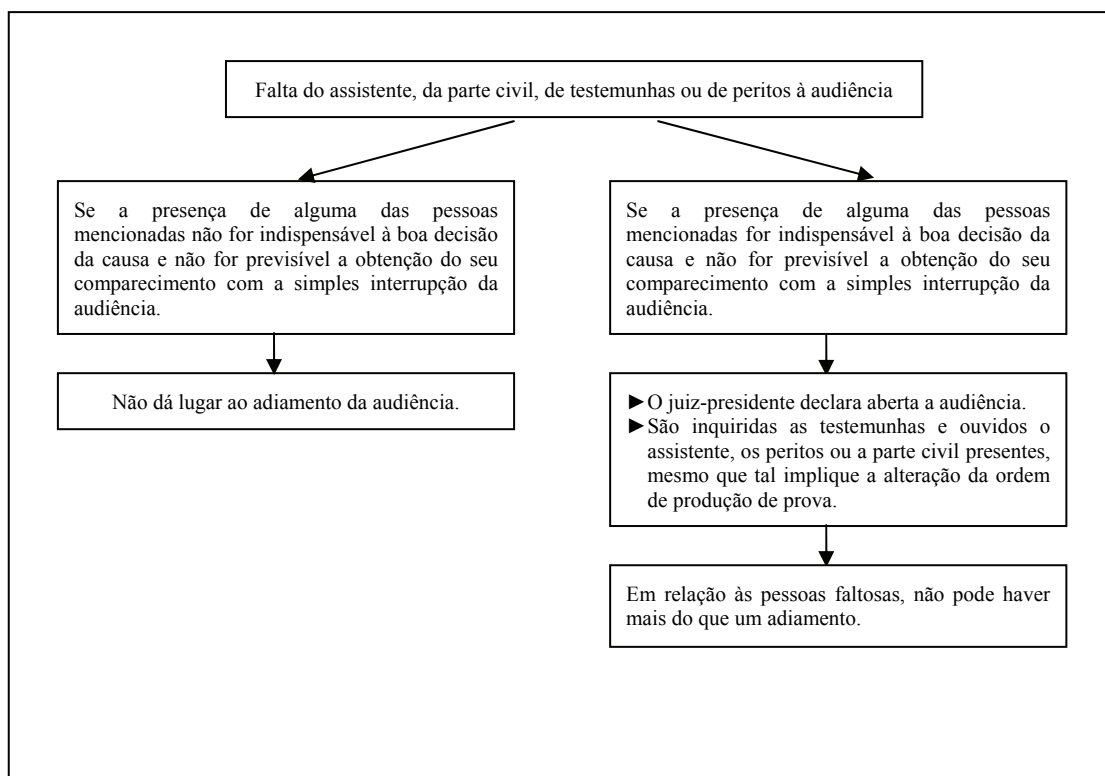 Falta do assistente, da parte civil, de testemunhas ou de peritos à audiência
Se a presença de alguma das pessoas
mencionadas não for indispensável à boa decisão
da causa e não for previsível a obtenção do seu
comparecimento com a simples interrupção da
audiência.
Não dá lugar ao adiamento da audiência.
Se a presença de alguma das pessoas
mencionadas for indispensável à boa decisão da
causa e não for previsível a obtenção do seu
comparecimento com a simples interrupção da
audiência.
►O juiz-presidente declara aberta a audiência.
►São inquiridas as testemunhas e ouvidos o
assistente, os peritos ou a parte civil presentes,
mesmo que tal implique a alteração da ordem
de produção de prova.
Em relação às pessoas faltosas, não pode haver
mais do que um adiamento.